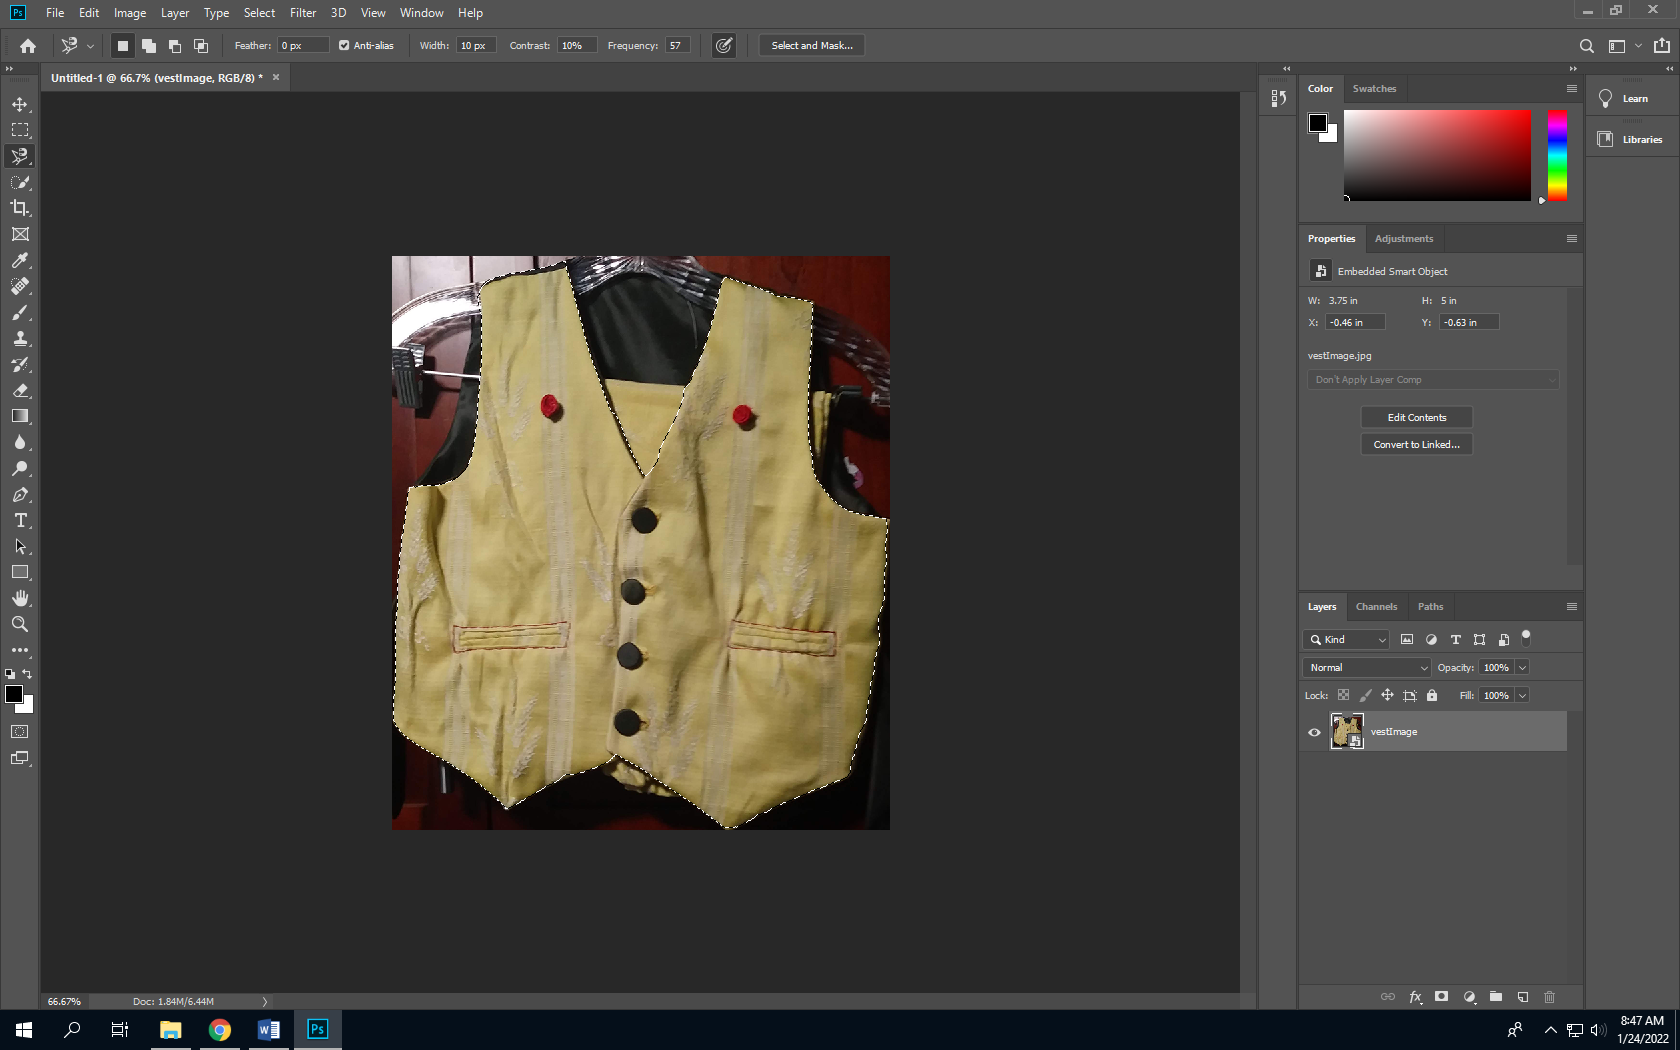 Ps File Edit Image Layer Type Select Filter 3D View Window Help
Feather: 0 px Anti-alias Width: 10 px Contrast: 10% Frequency: 57 Select and Mask...
Untitled-1 @ 66.7% (vestImage, RGB/8) * ×
Color Swatches
Learn
Libraries
Properties Adjustments
Embedded Smart Object
W: 3.75 in H: 5 in
X: -0.46 in Y: -0.63 in
vestImage.jpg
Don't Apply Layer Comp
Edit Contents
Convert to Linked...
Layers Channels Paths
Kind
Normal Opacity: 100%
Lock: Fill: 100%
vestImage
66.67% Doc: 1.84M/6.44M
Ps
8:47 AM
1/24/2022